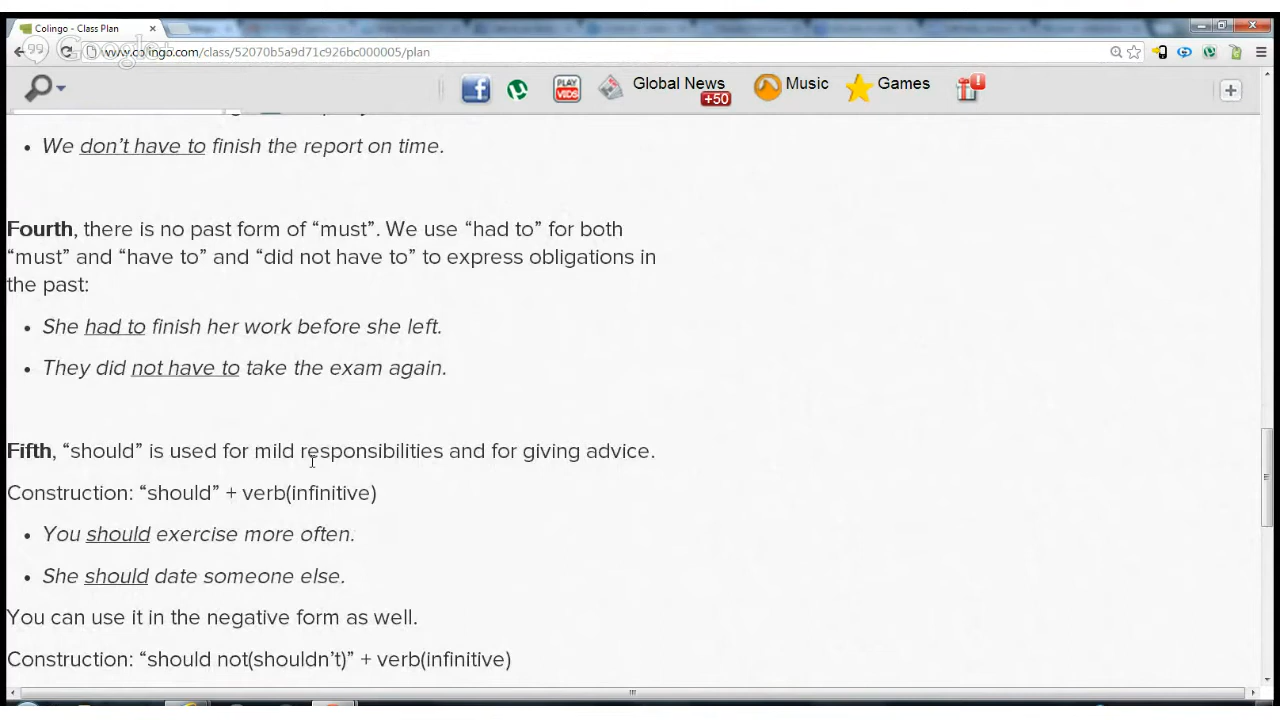 Colingo - Class Plan
Google+
www.colingo.com/class/52070b5a9d71c926bc000005/plan
PLAY VIDS
Global News
+50
Music
Games
We don't have to finish the report on time.
Fourth, there is no past form of “must”. We use “had to” for both
“must” and “have to” and “did not have to” to express obligations in
the past:
She had to finish her work before she left.
They did not have to take the exam again.
Fifth, “should” is used for mild responsibilities and for giving advice.
Construction: “should” + verb(infinitive)
You should exercise more often.
She should date someone else.
You can use it in the negative form as well.
Construction: “should not(shouldn’t)” + verb(infinitive)